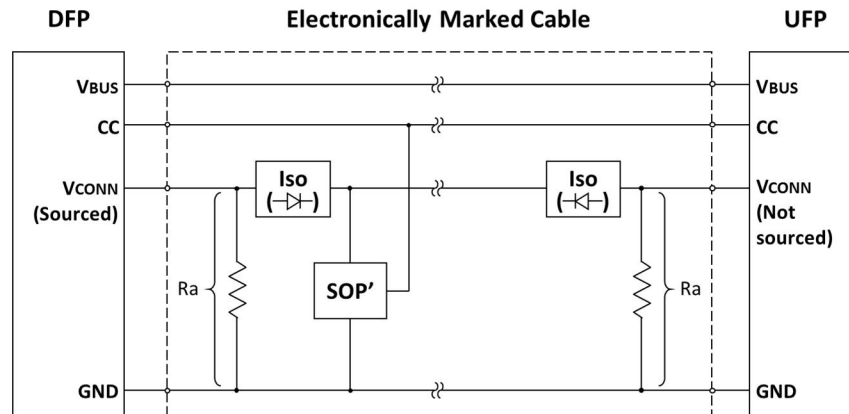 DFP
Electronically Marked Cable
UFP
VBUS
VBUS
CC
CC
Iso
Iso
VCONN
(Sourced)
VCONN
(Not
sourced)
Ra
SOP’
Ra
GND
GND